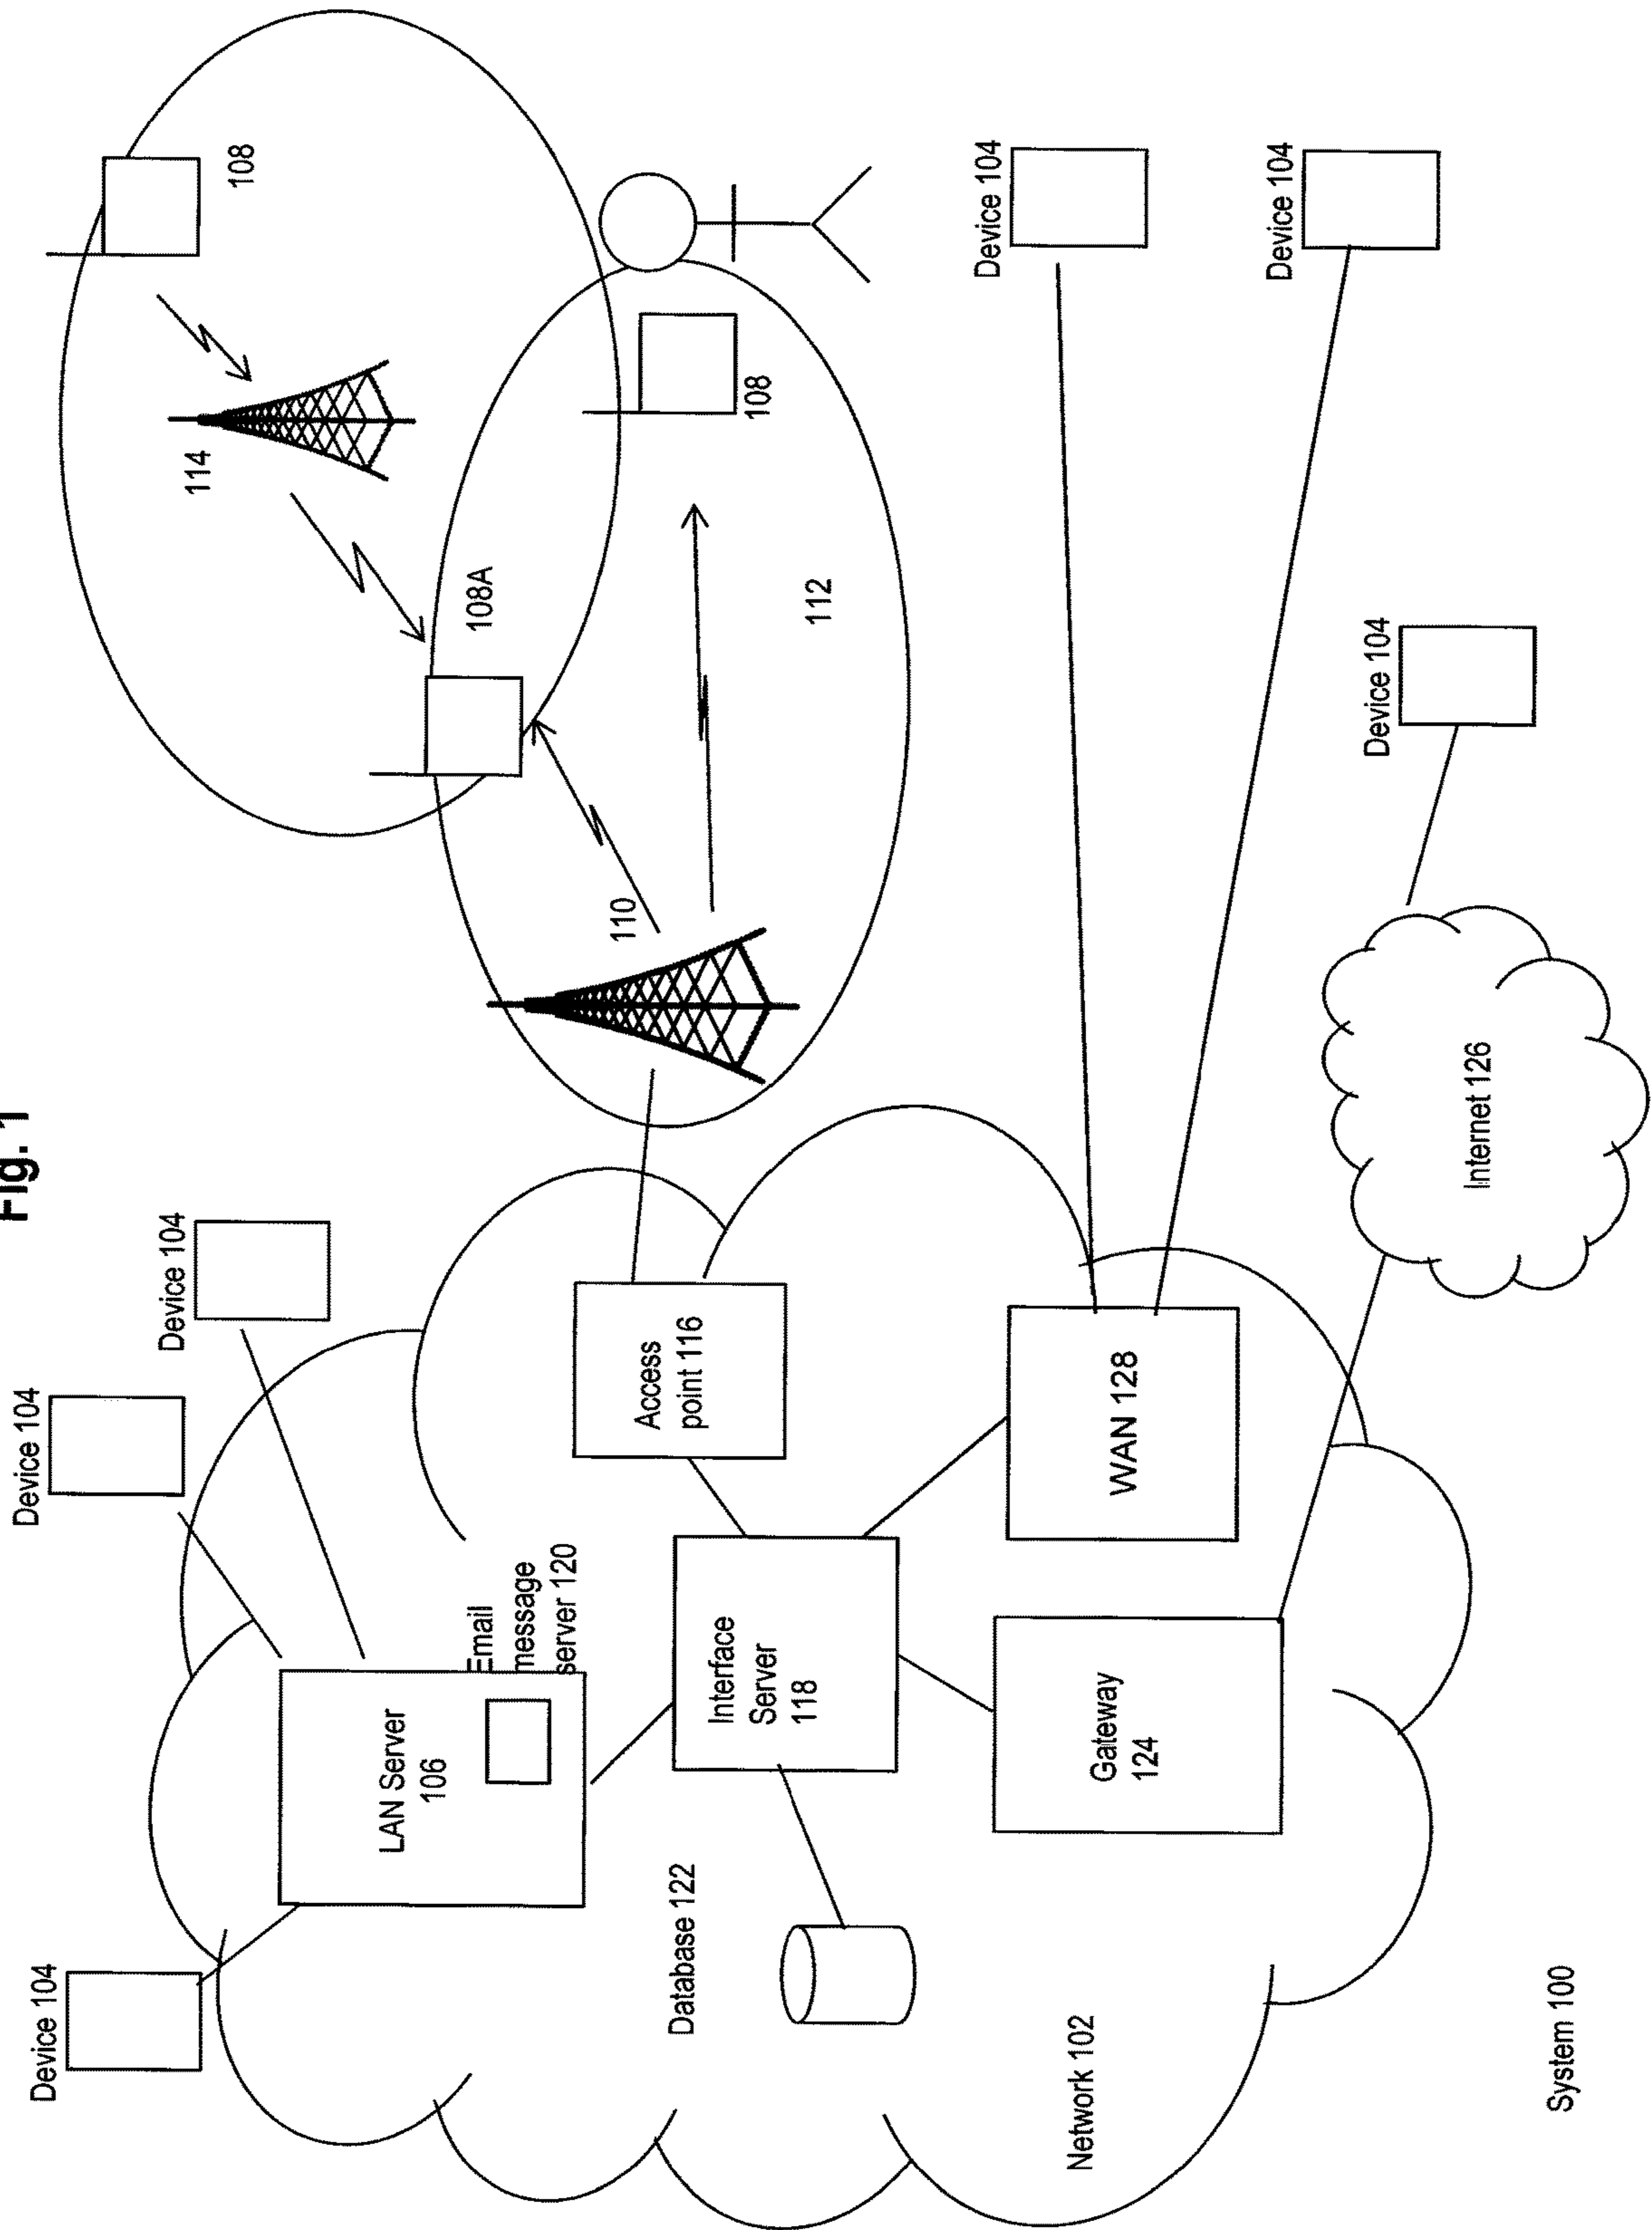 Fig. 1
Device 104
Device 104
Device 104
LAN Server
106
Email
message
server 120
Database 122
Interface
Server
118
Access
point 116
Network 102
Gateway
124
WAN 128
System 100
108
114
108A
110
108
112
Device 104
Device 104
Device 104
Internet 126